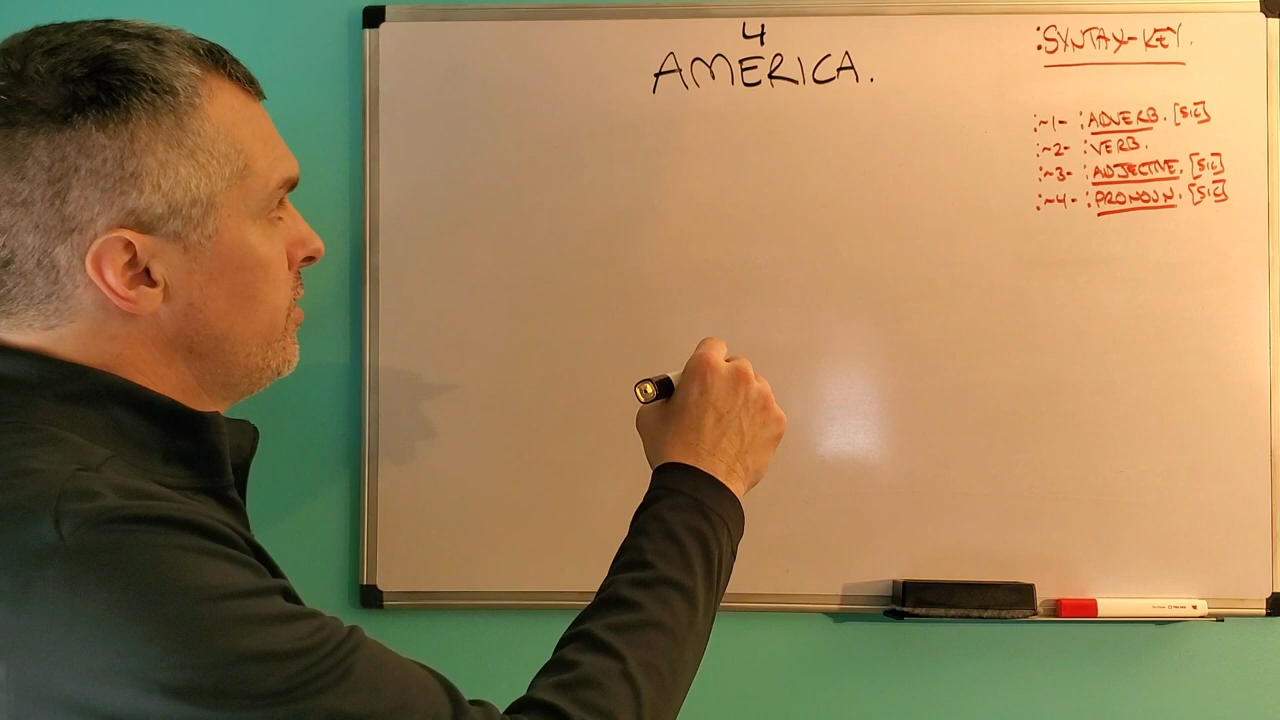 4
AMERICA.
:SYNTAX-KEY.
:~1- :ADVERB. [SIC]
:~2- :VERB.
:~3- :ADJECTIVE. [SIC]
:~4- :PRONOUN. [SIC]